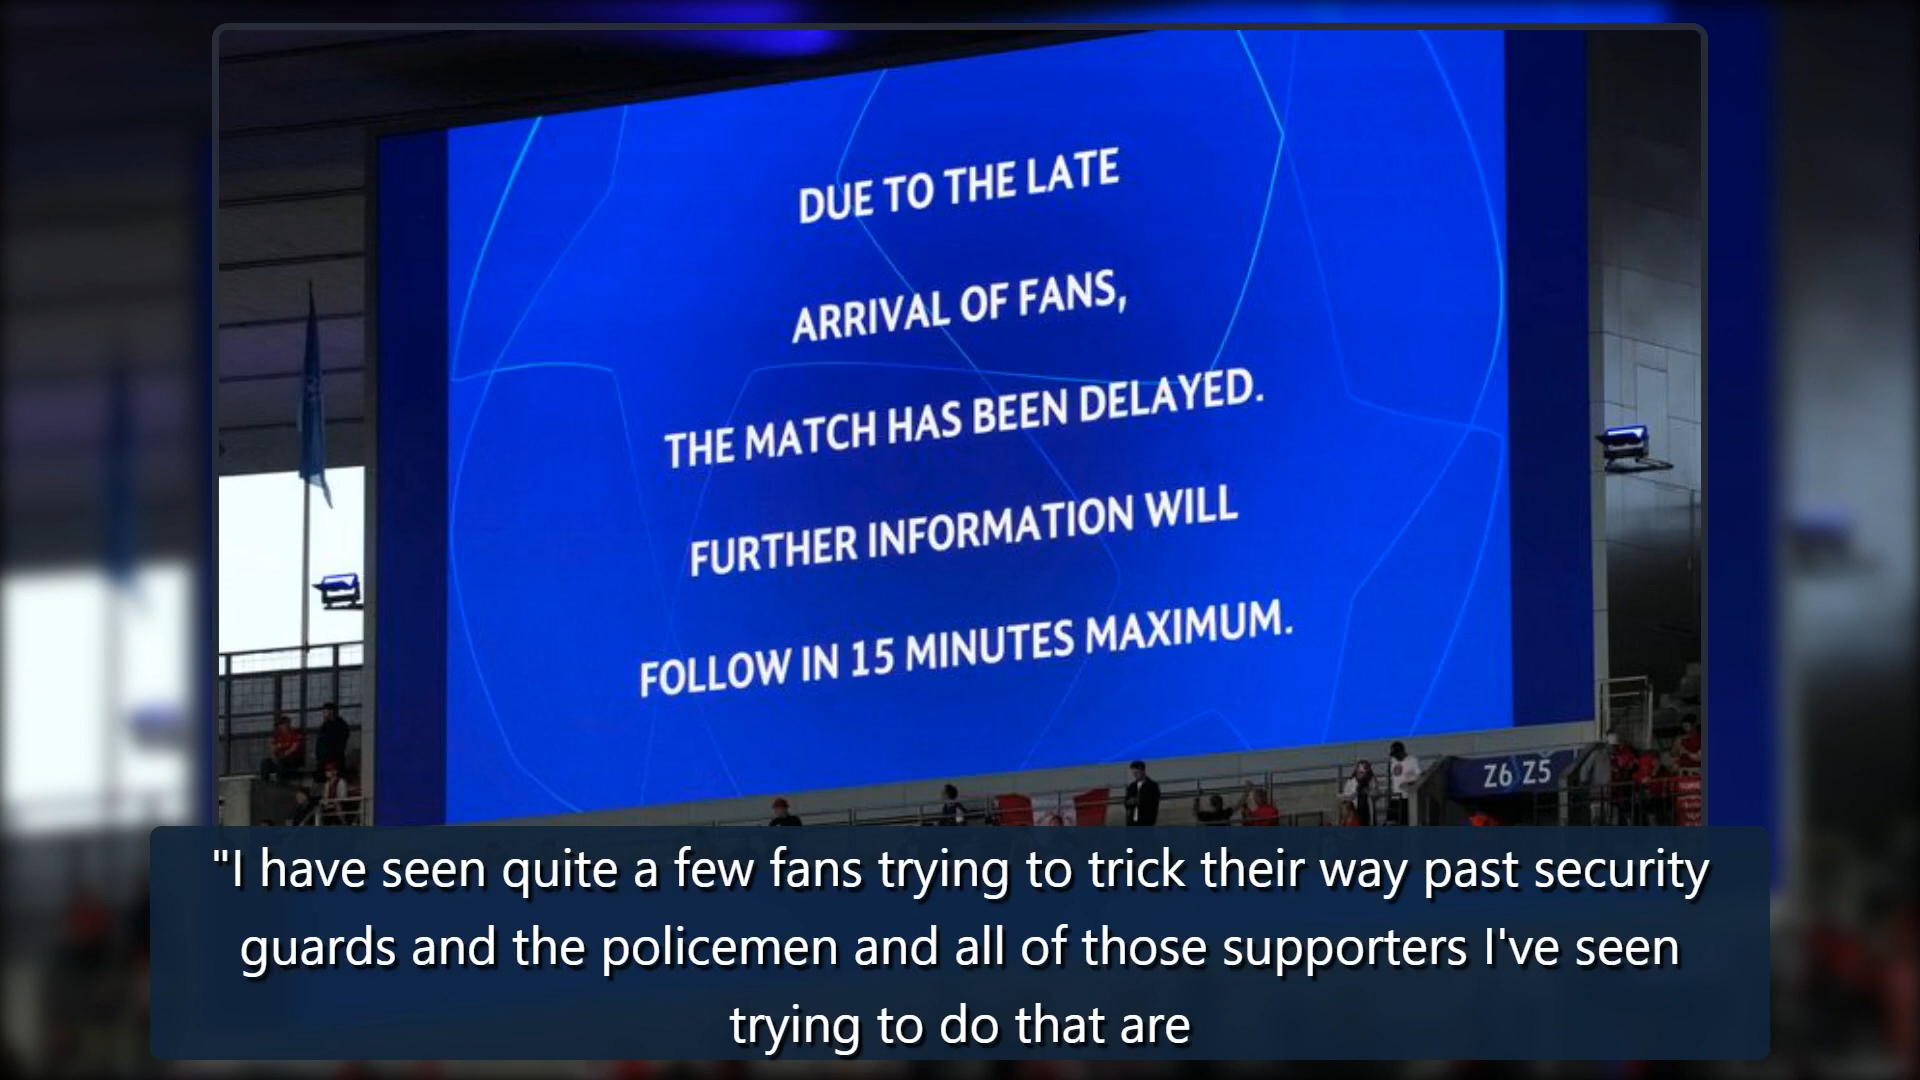 DUE TO THE LATE
ARRIVAL OF FANS,
THE MATCH HAS BEEN DELAYED.
FURTHER INFORMATION WILL
FOLLOW IN 15 MINUTES MAXIMUM.
Z6 Z5
"I have seen quite a few fans trying to trick their way past security
guards and the policemen and all of those supporters I've seen
trying to do that are